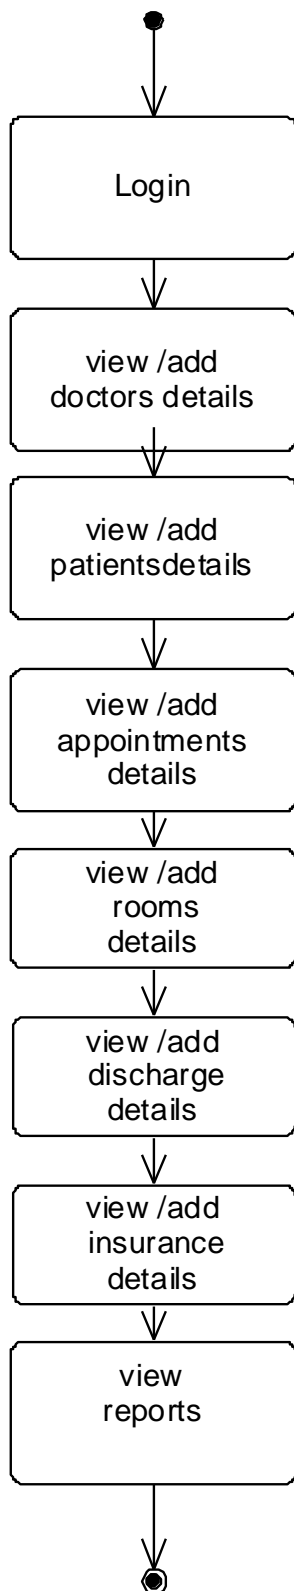 Login
view /add
doctors details
view /add
patientsdetails
view /add
appointments
details
view /add
rooms
details
view /add
discharge
details
view /add
insurance
details
view
reports